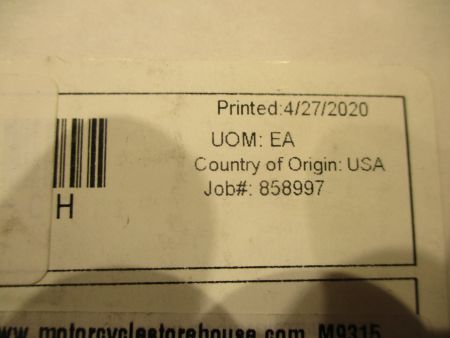 Printed:4/27/2020
UOM: EA
Country of Origin: USA
Job#: 858997
H
www.motorcyclestorehouse.com M9315